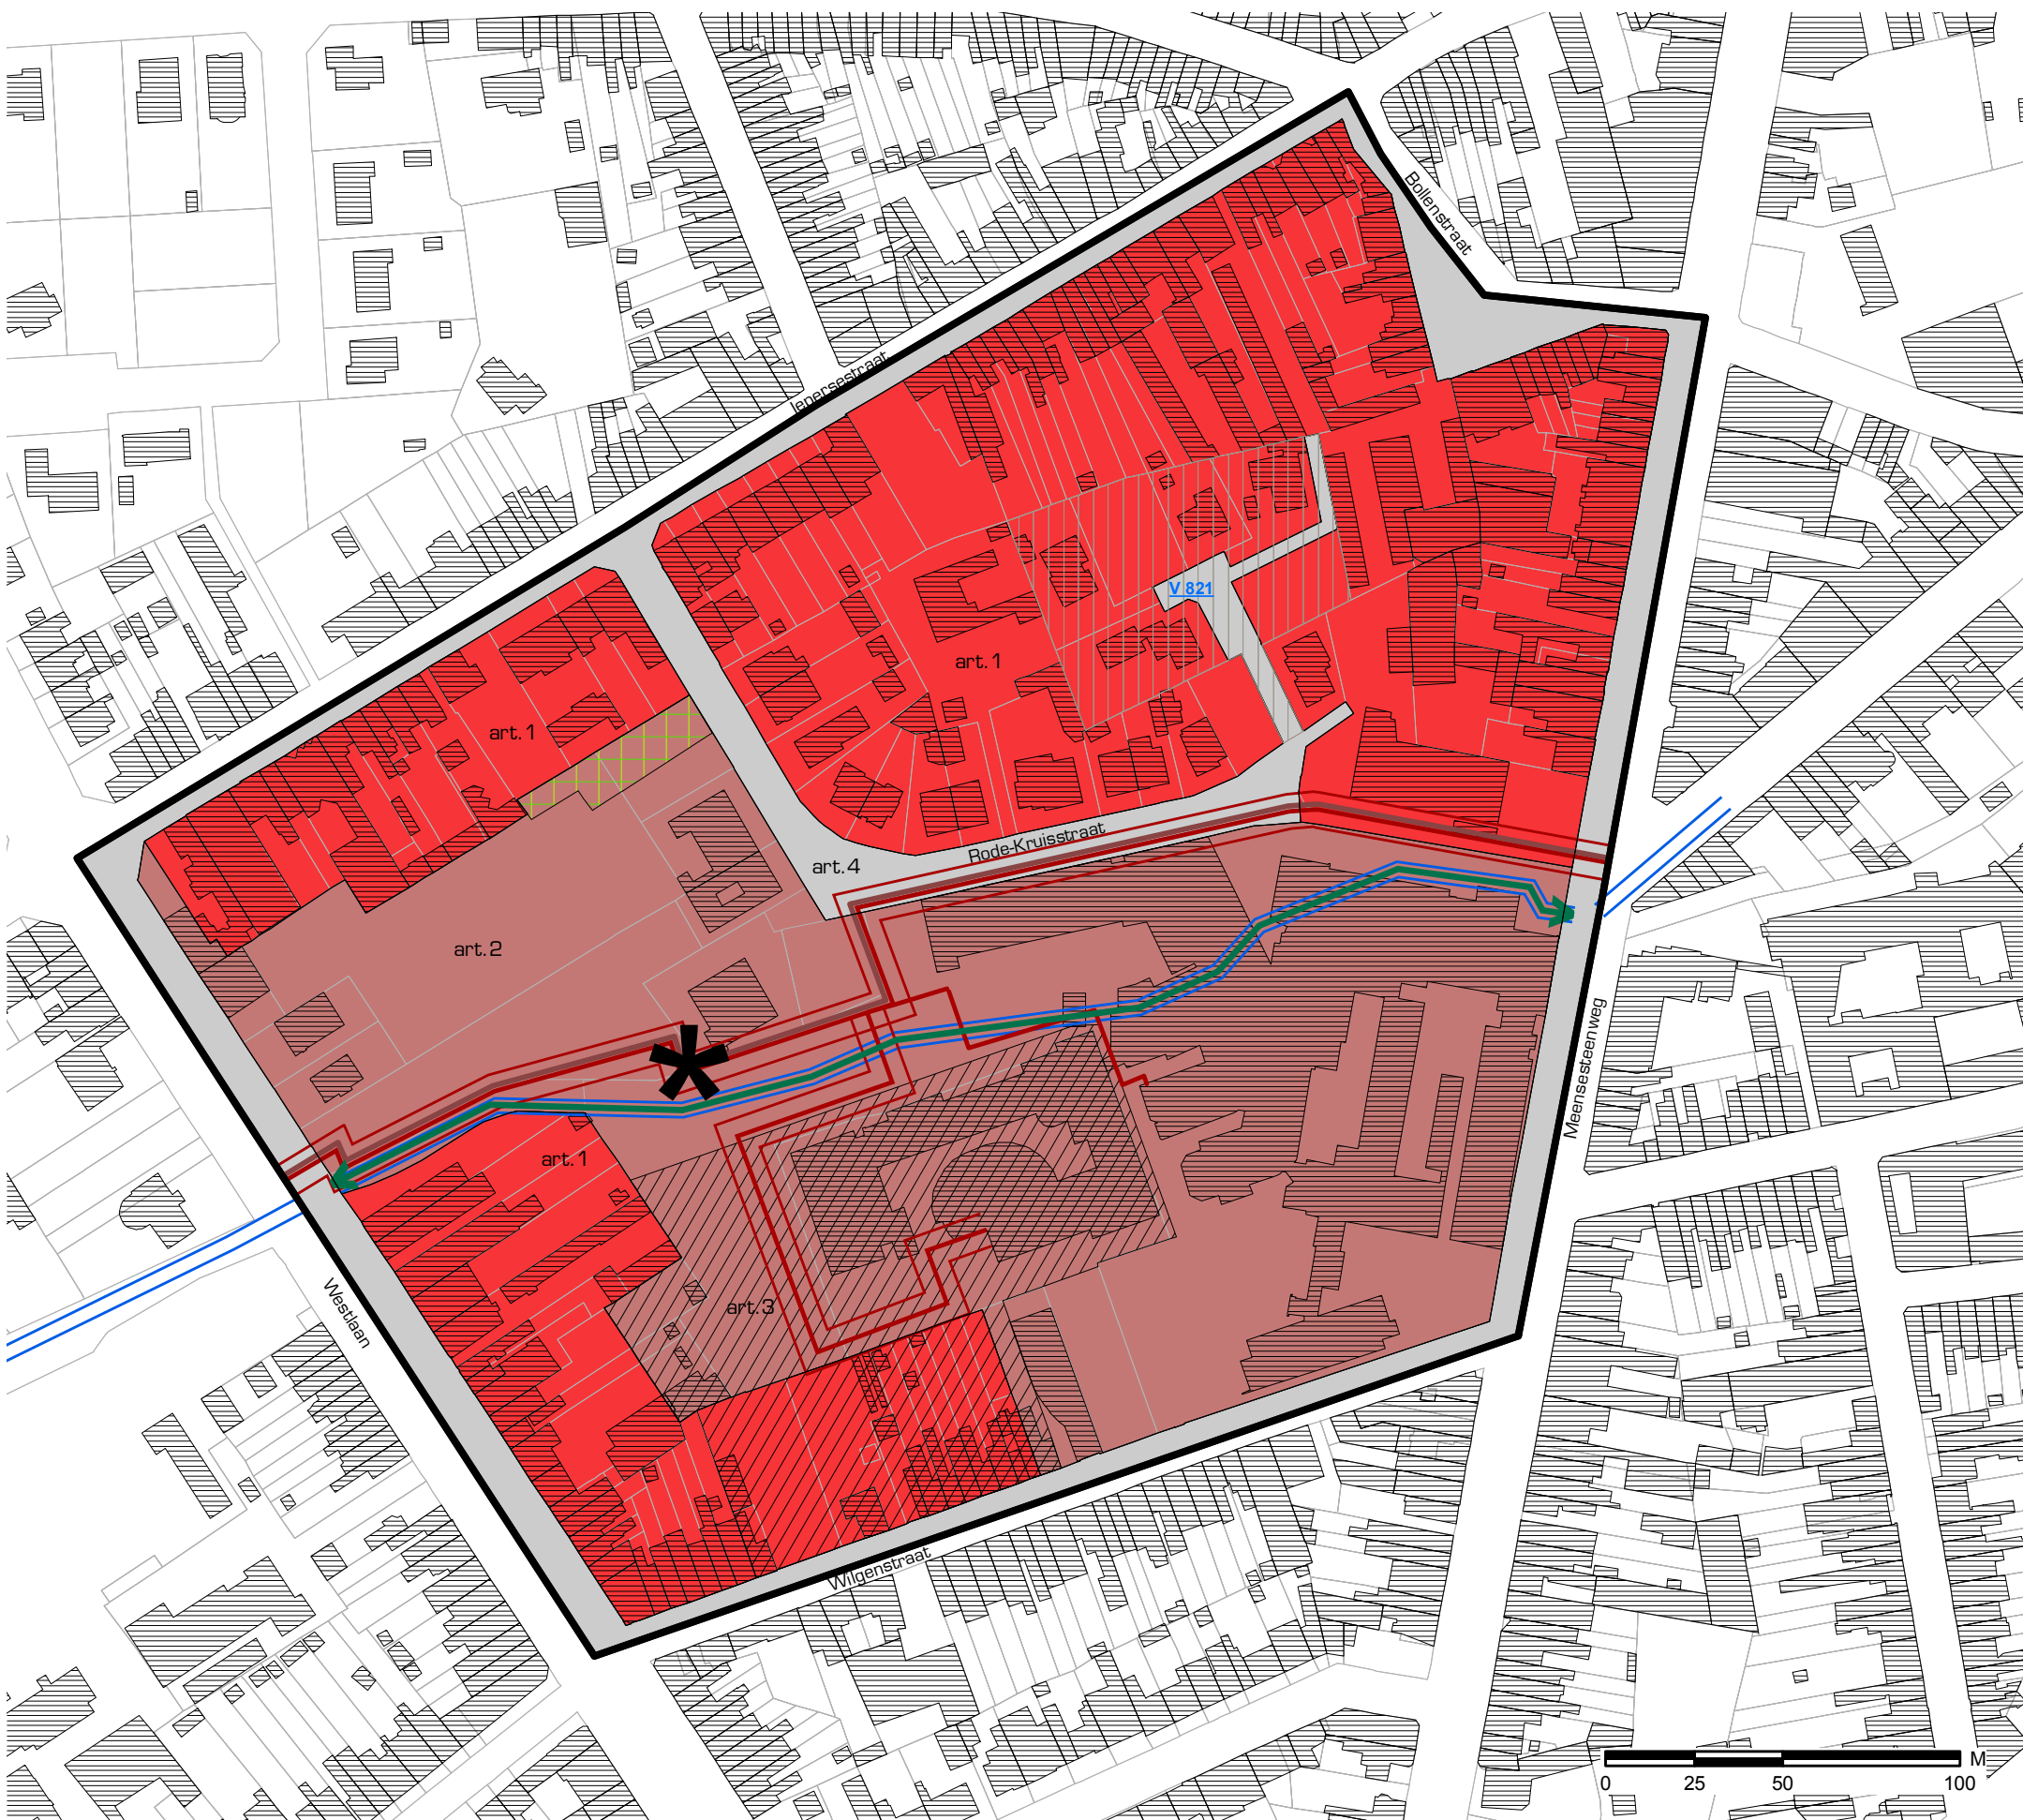 Bollenstraat
Iepersestraat
V 821
art. 1
art. 1
Rode-Kruisstraat
art. 4
art. 2
Meensesteenweg
art. 1
Westlaan
art. 3
Wilgenstraat
M
0 25 50 100